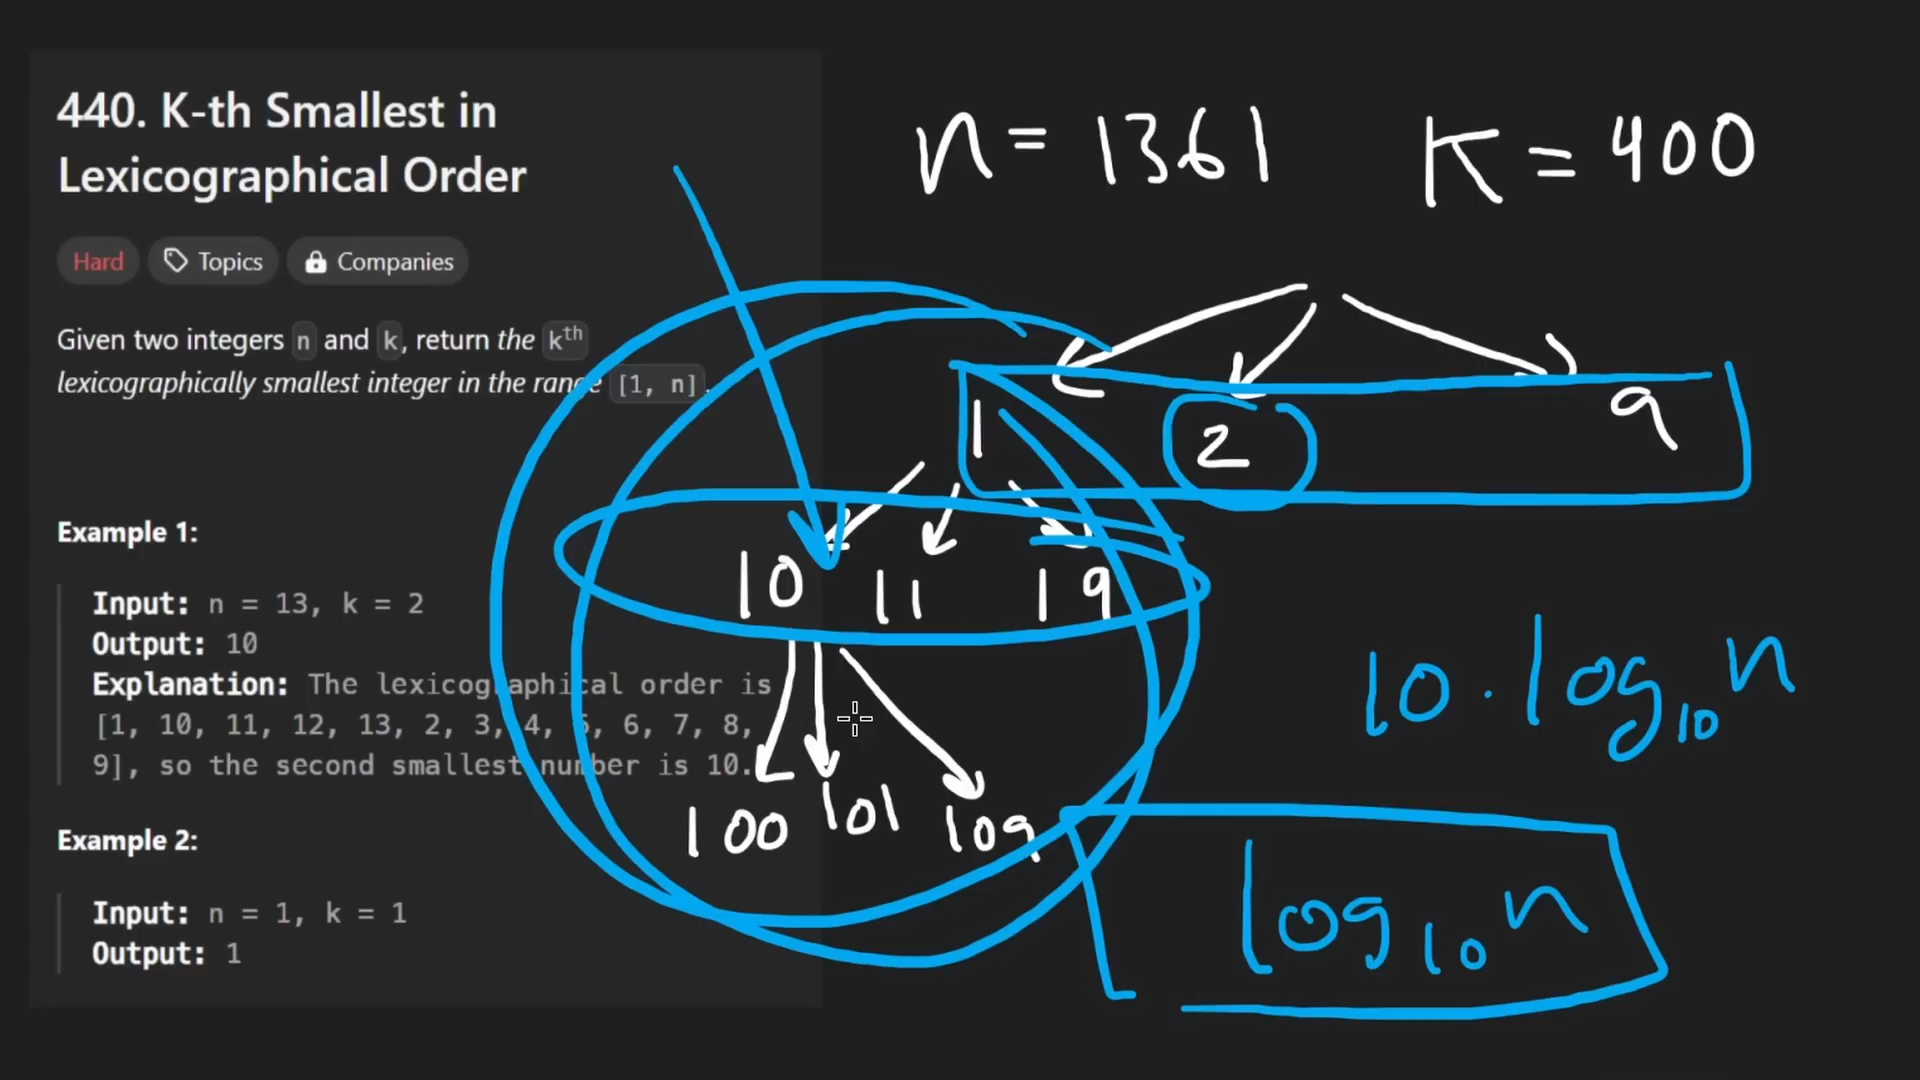 440. K-th Smallest in
Lexicographical Order
Hard Topics Companies
Given two integers n and k, return the kth
lexicographically smallest integer in the range [1, n].
Example 1:
Input: n = 13, k = 2
Output: 10
Explanation: The lexicographical order is
[1, 10, 11, 12, 13, 2, 3, 4, 5, 6, 7, 8,
9], so the second smallest number is 10.
Example 2:
Input: n = 1, k = 1
Output: 1
n = 1361 K = 400
1 2 9
10 11 19
100 101 109
10 · log10 n
log10 n